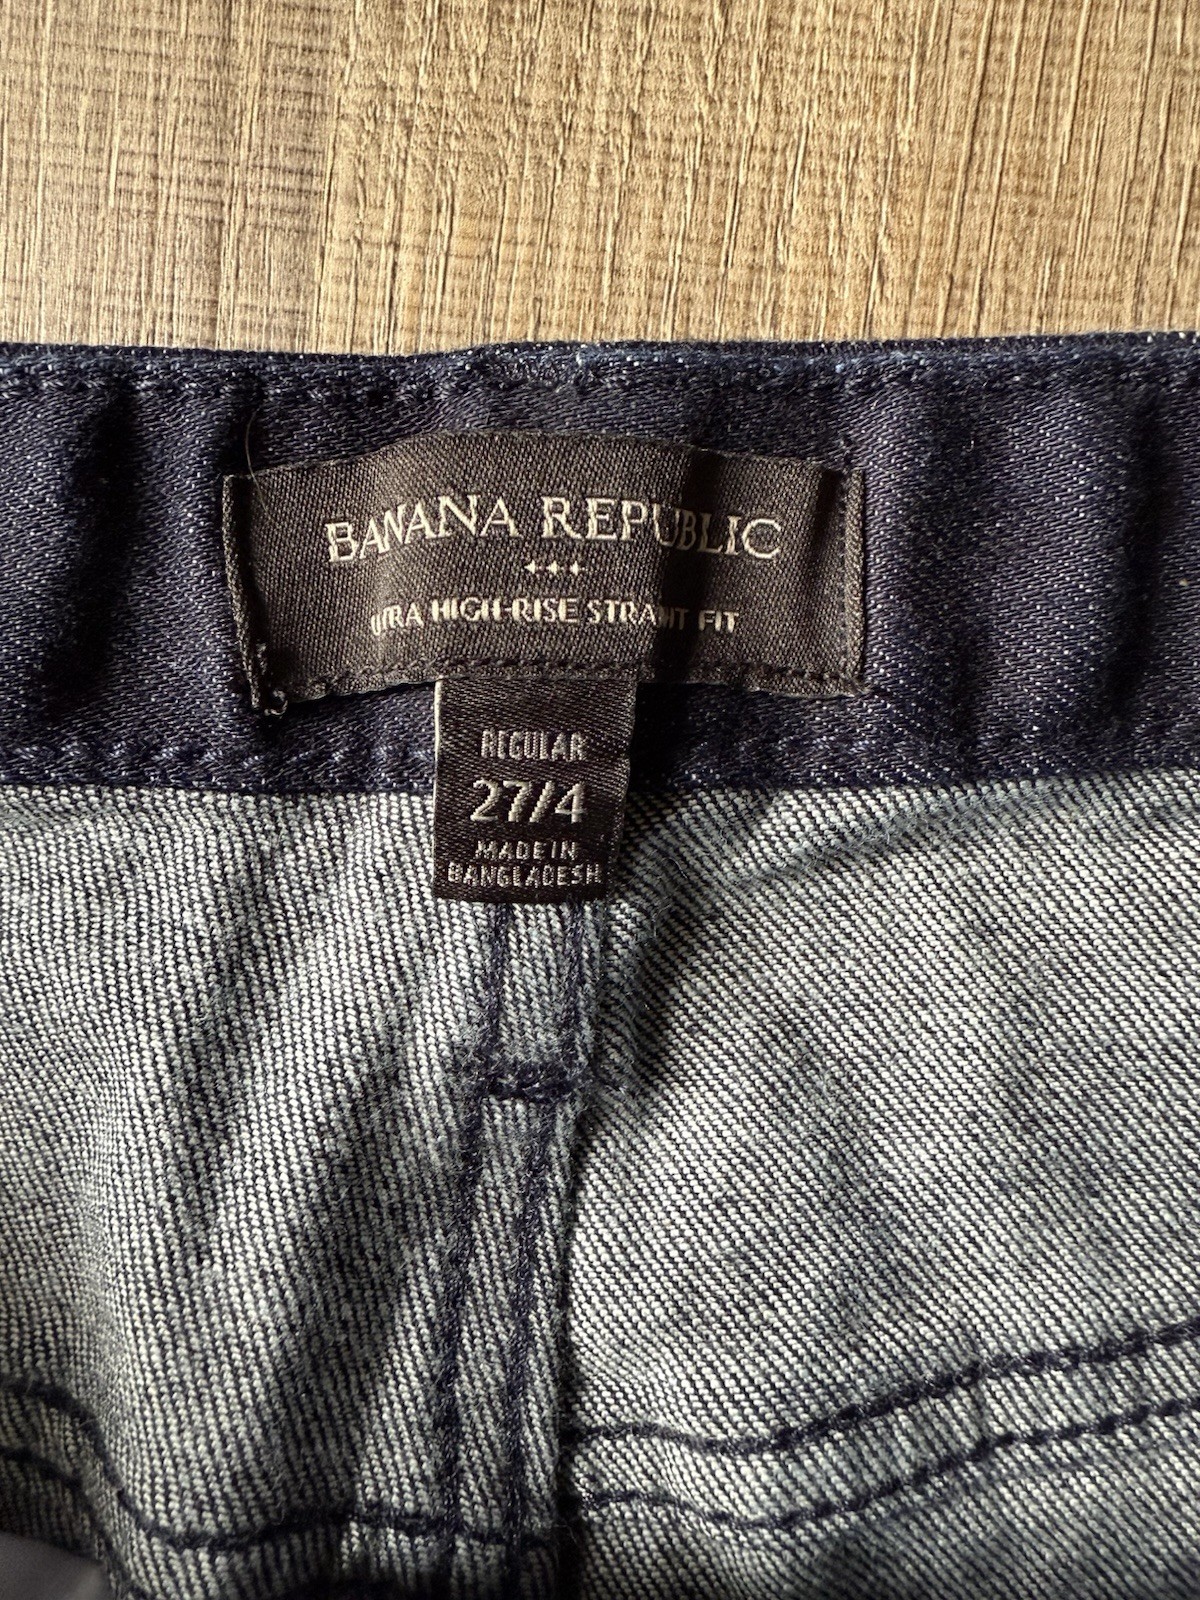 BANANA REPUBLIC
ULTRA HIGH-RISE STRAIGHT FIT
REGULAR
27/4
MADE IN
BANGLADESH